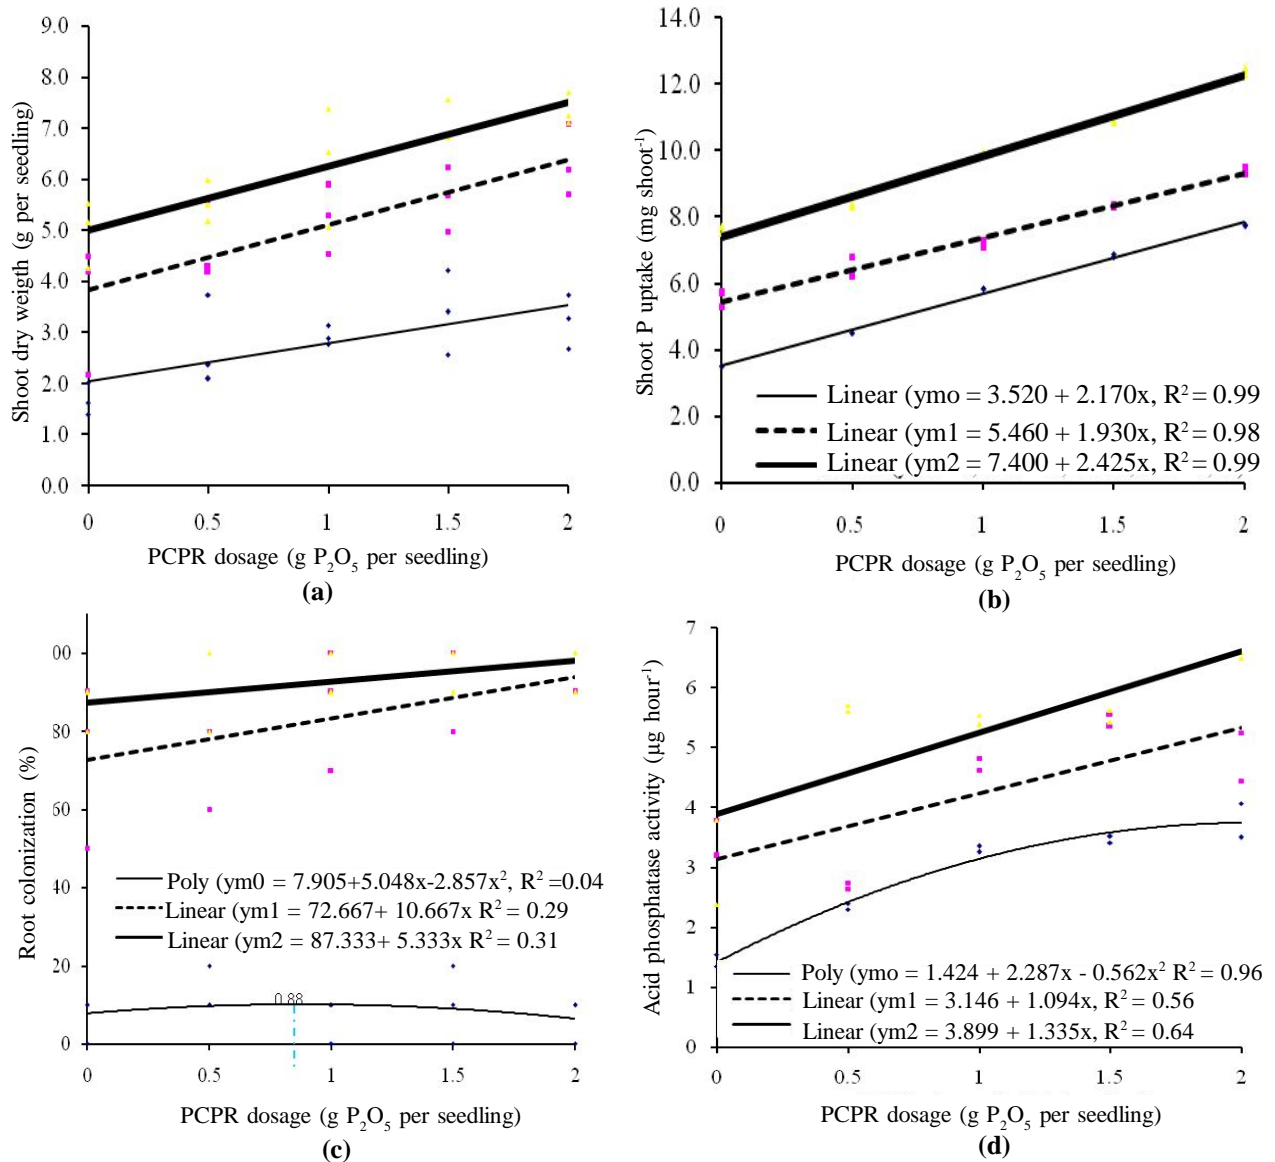 9.0
8.0
7.0
6.0
5.0
4.0
3.0
2.0
1.0
0.0
Shoot dry weigth (g per seedling)
0 0.5 1 1.5 2
PCPR dosage (g P₂O₅ per seedling)
(a)
14.0
12.0
10.0
8.0
6.0
4.0
2.0
0.0
Shoot P uptake (mg shoot⁻¹)
Linear (ymo = 3.520 + 2.170x, R² = 0.99
Linear (ym1 = 5.460 + 1.930x, R² = 0.98
Linear (ym2 = 7.400 + 2.425x, R² = 0.99
0 0.5 1 1.5 2
PCPR dosage (g P₂O₅ per seedling)
(b)
00
80
60
40
20
0
Root colonization (%)
Poly (ym0 = 7.905+5.048x-2.857x², R² =0.04
Linear (ym1 = 72.667+ 10.667x R² = 0.29
Linear (ym2 = 87.333+ 5.333x R² = 0.31
0.88
0 0.5 1 1.5 2
PCPR dosage (g P₂O₅ per seedling)
(c)
7
6
5
4
3
2
1
0
Acid phosphatase activity (µg hour⁻¹)
Poly (ymo = 1.424 + 2.287x - 0.562x² R² = 0.96
Linear (ym1 = 3.146 + 1.094x, R² = 0.56
Linear (ym2 = 3.899 + 1.335x, R² = 0.64
0 0.5 1 1.5 2
PCPR dosage (g P₂O₅ per seedling)
(d)